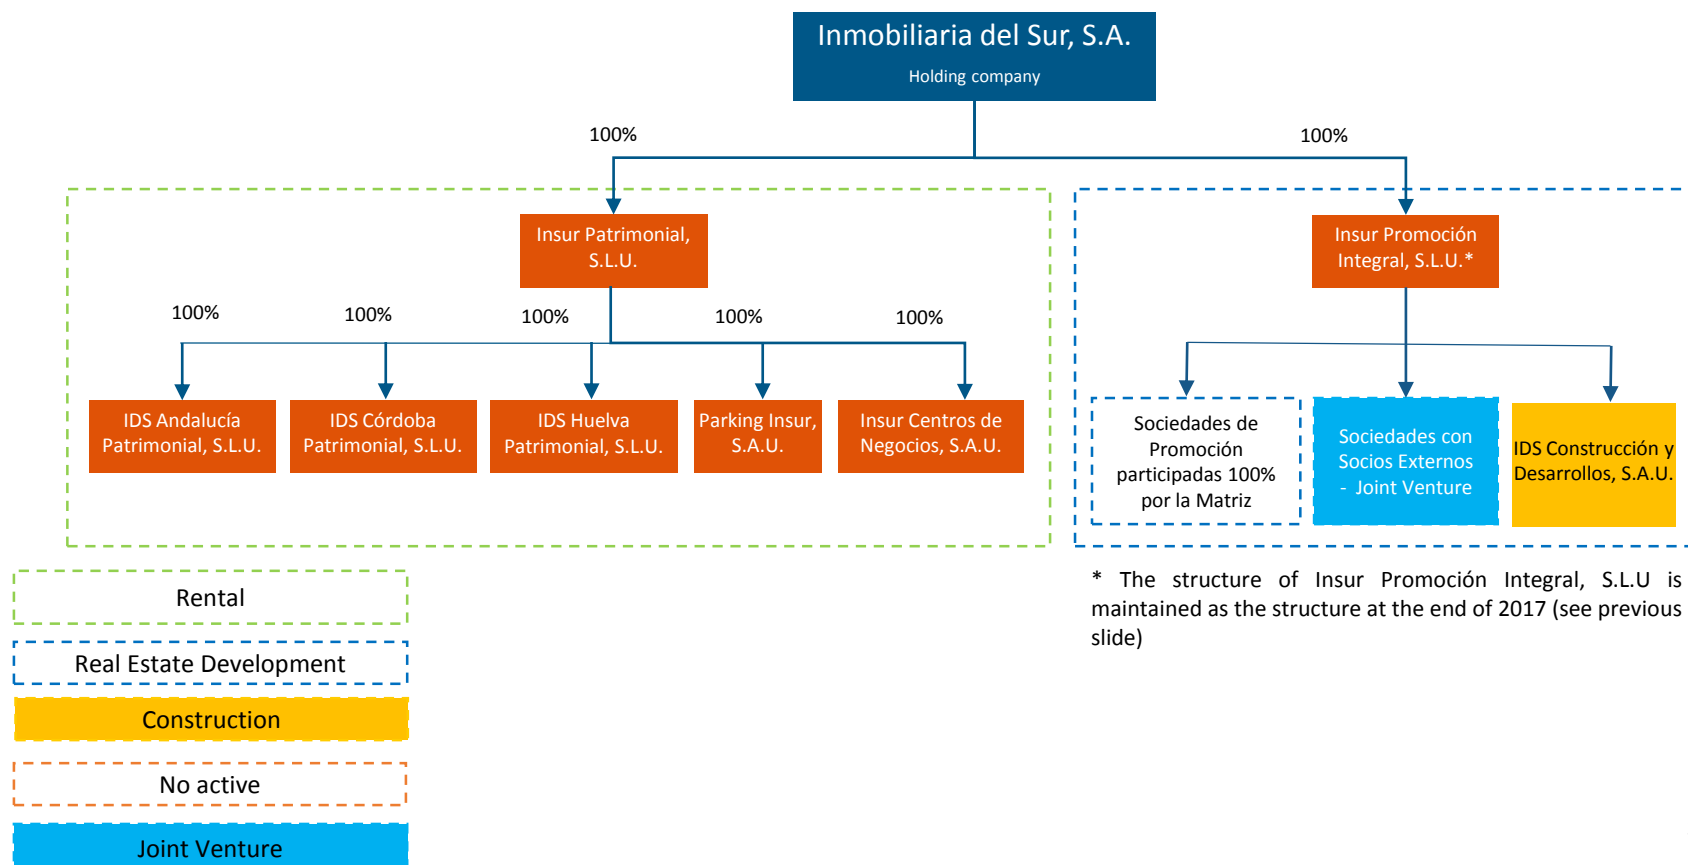 Inmobiliaria del Sur, S.A.
Holding company
100%
100%
Insur Patrimonial,
S.L.U.
Insur Promoción
Integral, S.L.U.*
100%
100%
100%
100%
100%
IDS Andalucía
Patrimonial, S.L.U.
IDS Córdoba
Patrimonial, S.L.U.
IDS Huelva
Patrimonial, S.L.U.
Parking Insur,
S.A.U.
Insur Centros de
Negocios, S.A.U.
Sociedades de
Promoción
participadas 100%
por la Matriz
Sociedades con
Socios Externos
- Joint Venture
IDS Construcción y
Desarrollos, S.A.U.
* The structure of Insur Promoción Integral, S.L.U is
maintained as the structure at the end of 2017 (see previous
slide)
Rental
Real Estate Development
Construction
No active
Joint Venture